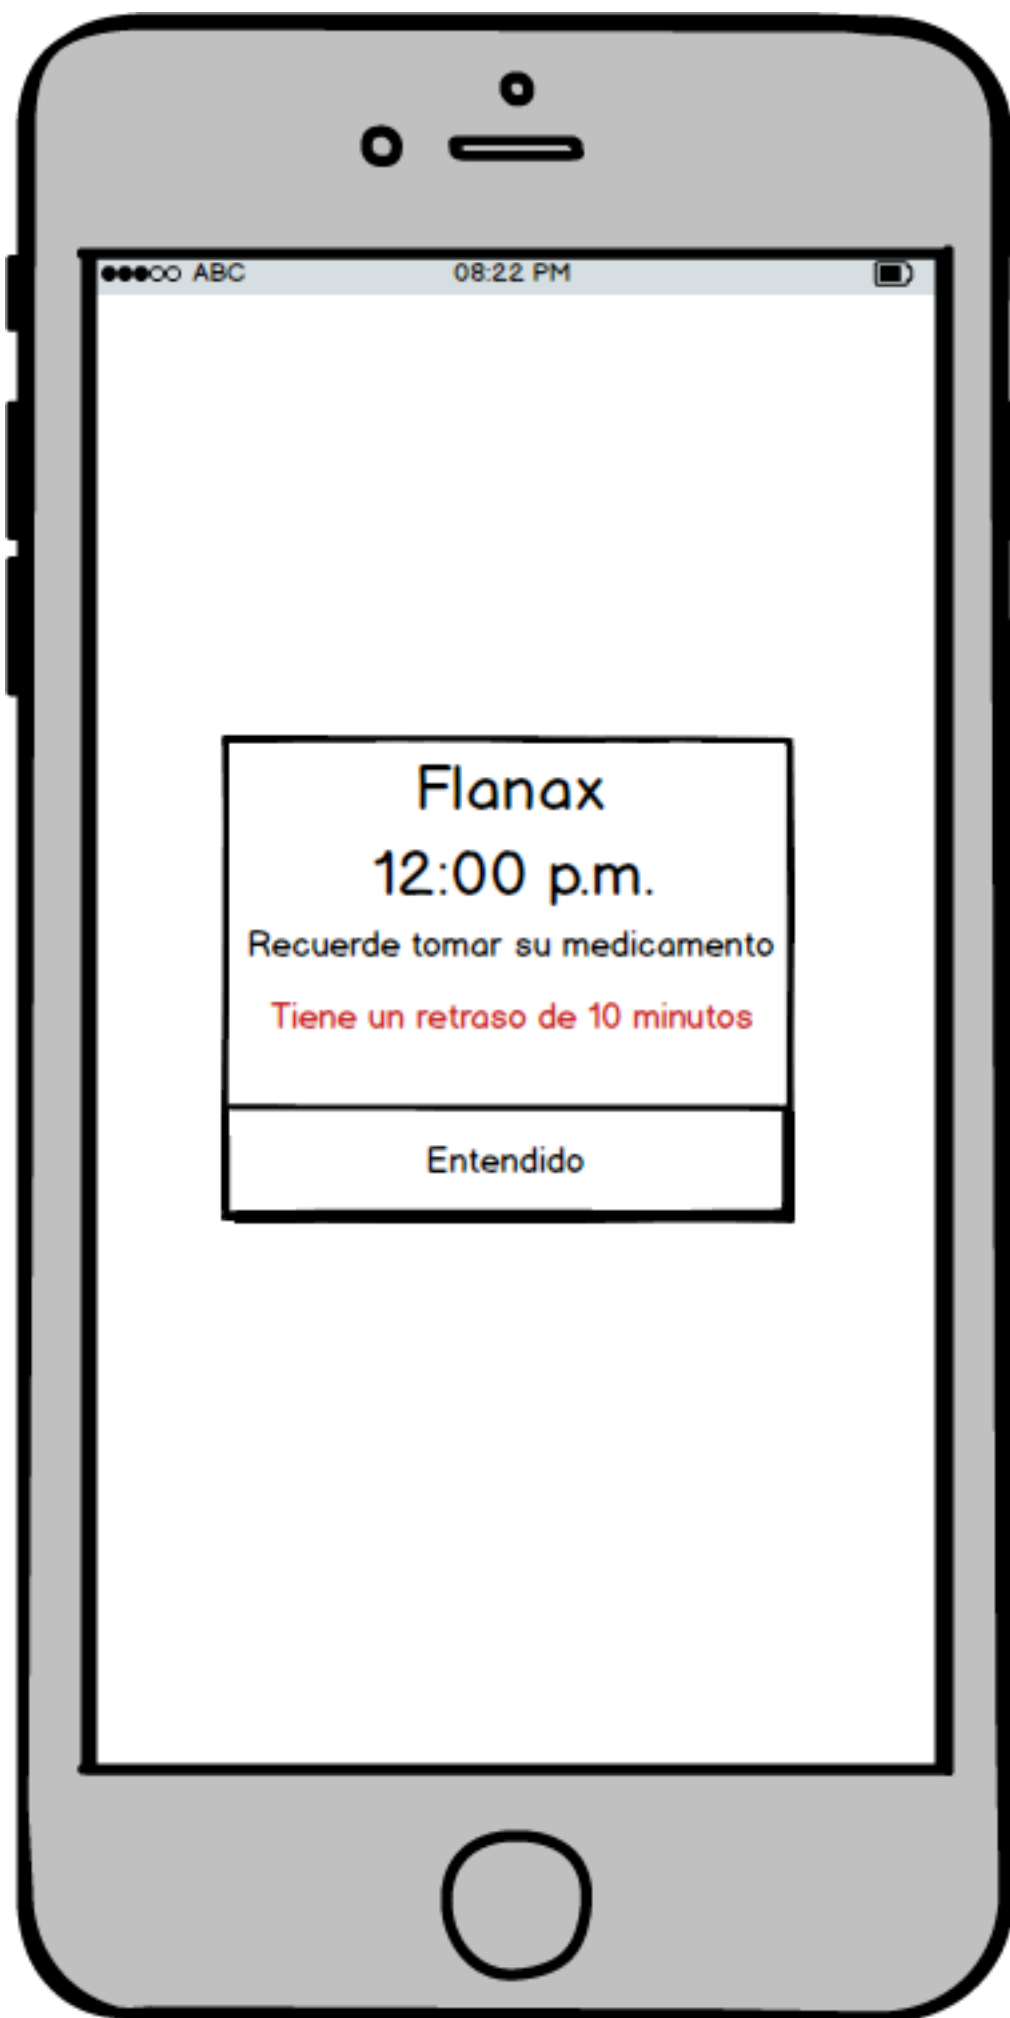 ABC 08:22 PM
Flanax
12:00 p.m.
Recuerde tomar su medicamento
Tiene un retraso de 10 minutos
Entendido